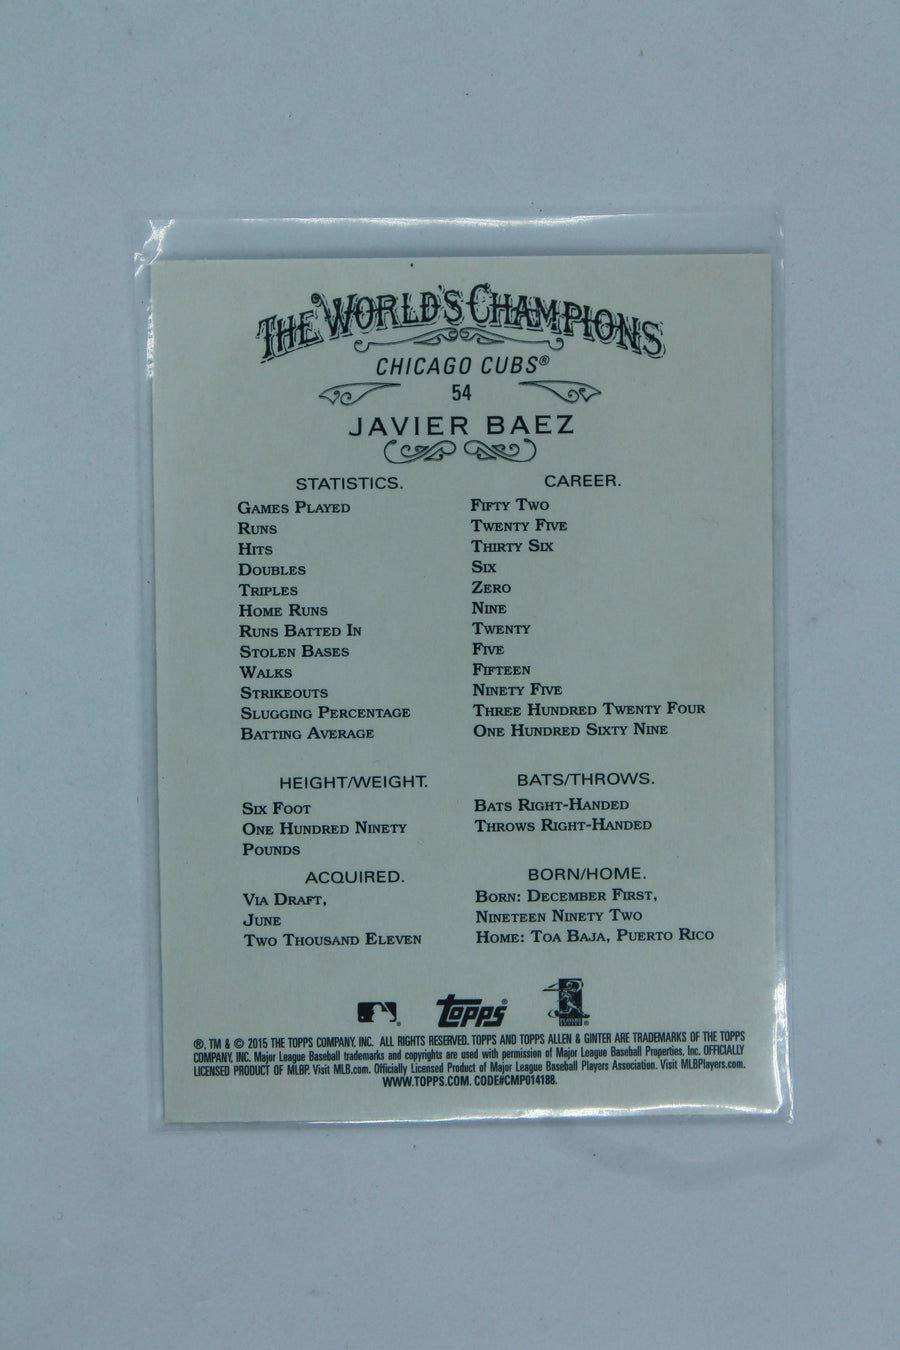 THE WORLD'S CHAMPIONS
CHICAGO CUBS®
54
JAVIER BAEZ
STATISTICS. CAREER.
GAMES PLAYED FIFTY TWO
RUNS TWENTY FIVE
HITS THIRTY SIX
DOUBLES SIX
TRIPLES ZERO
HOME RUNS NINE
RUNS BATTED IN TWENTY
STOLEN BASES FIVE
WALKS FIFTEEN
STRIKEOUTS NINETY FIVE
SLUGGING PERCENTAGE THREE HUNDRED TWENTY FOUR
BATTING AVERAGE ONE HUNDRED SIXTY NINE
HEIGHT/WEIGHT.
SIX FOOT
ONE HUNDRED NINETY
POUNDS
BATS/THROWS.
BATS RIGHT-HANDED
THROWS RIGHT-HANDED
ACQUIRED.
VIA DRAFT,
JUNE
TWO THOUSAND ELEVEN
BORN/HOME.
BORN: DECEMBER FIRST,
NINETEEN NINETY TWO
HOME: TOA BAJA, PUERTO RICO
topps®
®, TM & © 2015 THE TOPPS COMPANY, INC. ALL RIGHTS RESERVED. TOPPS AND TOPPS ALLEN & GINTER ARE TRADEMARKS OF THE TOPPS
COMPANY, INC. Major League Baseball trademarks and copyrights are used with permission of Major League Baseball Properties, Inc. OFFICIALLY
LICENSED PRODUCT OF MLBP. Visit MLB.com. Officially Licensed Product of Major League Baseball Players Association. Visit MLBPlayers.com.
WWW.TOPPS.COM. CODE#CMP014188.